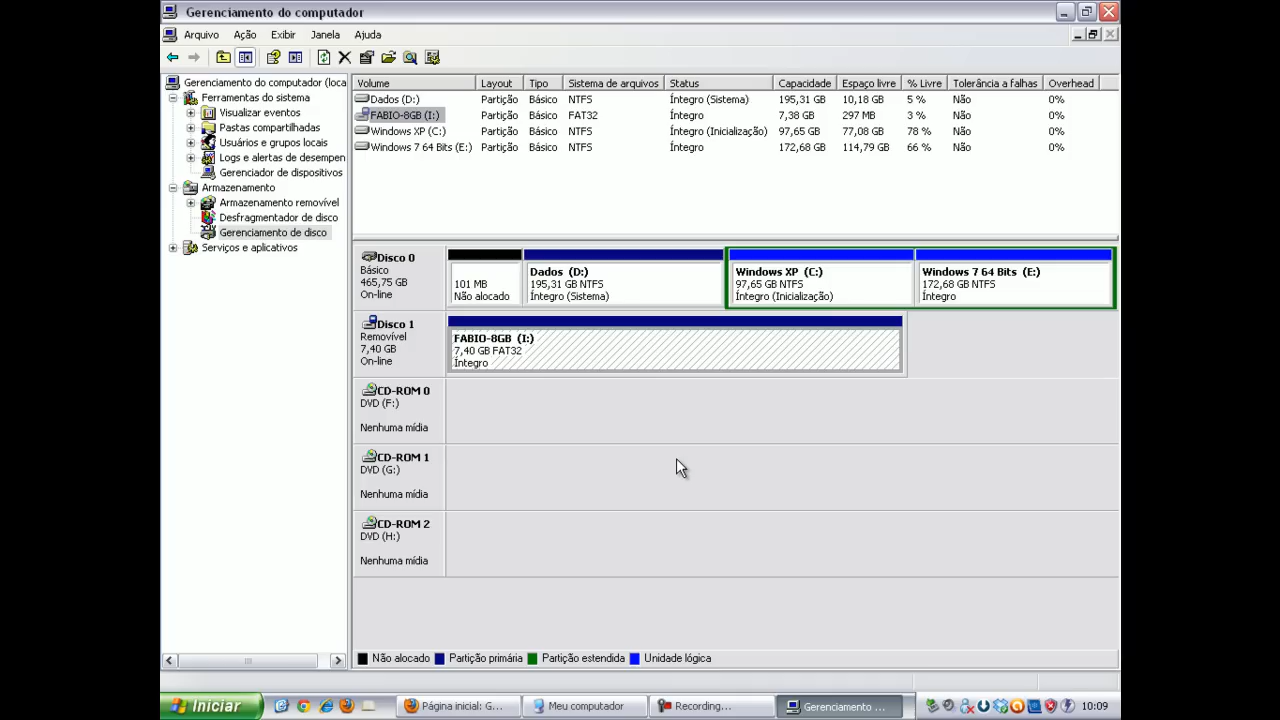 Gerenciamento do computador
Arquivo Ação Exibir Janela Ajuda
Gerenciamento do computador (loca
Ferramentas do sistema
Visualizar eventos
Pastas compartilhadas
Usuários e grupos locais
Logs e alertas de desempen
Gerenciador de dispositivos
Armazenamento
Armazenamento removível
Desfragmentador de disco
Gerenciamento de disco
Serviços e aplicativos
Volume Layout Tipo Sistema de arquivos Status Capacidade Espaço livre % Livre Tolerância a falhas Overhead
Dados (D:) Partição Básico NTFS Íntegro (Sistema) 195,31 GB 10,18 GB 5 % Não 0%
FABIO-8GB (I:) Partição Básico FAT32 Íntegro 7,38 GB 297 MB 3 % Não 0%
Windows XP (C:) Partição Básico NTFS Íntegro (Inicialização) 97,65 GB 77,08 GB 78 % Não 0%
Windows 7 64 Bits (E:) Partição Básico NTFS Íntegro 172,68 GB 114,79 GB 66 % Não 0%
Disco 0
Básico
465,75 GB
On-line
101 MB
Não alocado
Dados (D:)
195,31 GB NTFS
Íntegro (Sistema)
Windows XP (C:)
97,65 GB NTFS
Íntegro (Inicialização)
Windows 7 64 Bits (E:)
172,68 GB NTFS
Íntegro
Disco 1
Removível
7,40 GB
On-line
FABIO-8GB (I:)
7,40 GB FAT32
Íntegro
CD-ROM 0
DVD (F:)
Nenhuma mídia
CD-ROM 1
DVD (G:)
Nenhuma mídia
CD-ROM 2
DVD (H:)
Nenhuma mídia
Não alocado Partição primária Partição estendida Unidade lógica
Iniciar Página inicial: G... Meu computador Recording... Gerenciamento ... 10:09